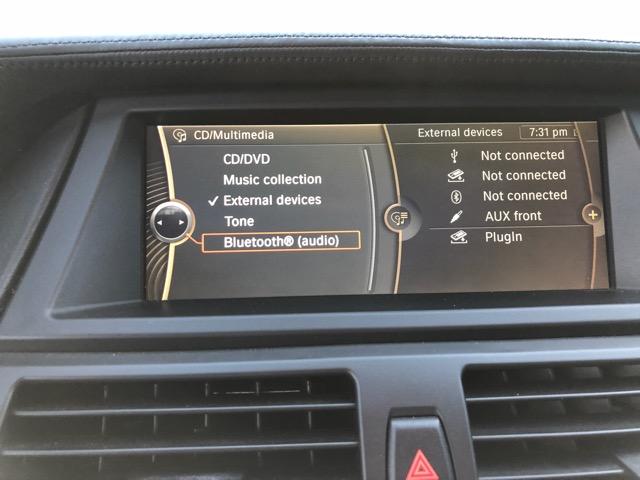 CD/Multimedia
CD/DVD
Music collection
✓ External devices
Tone
Bluetooth® (audio)
External devices
7:31 pm
Not connected
Not connected
Not connected
AUX front
PlugIn
+